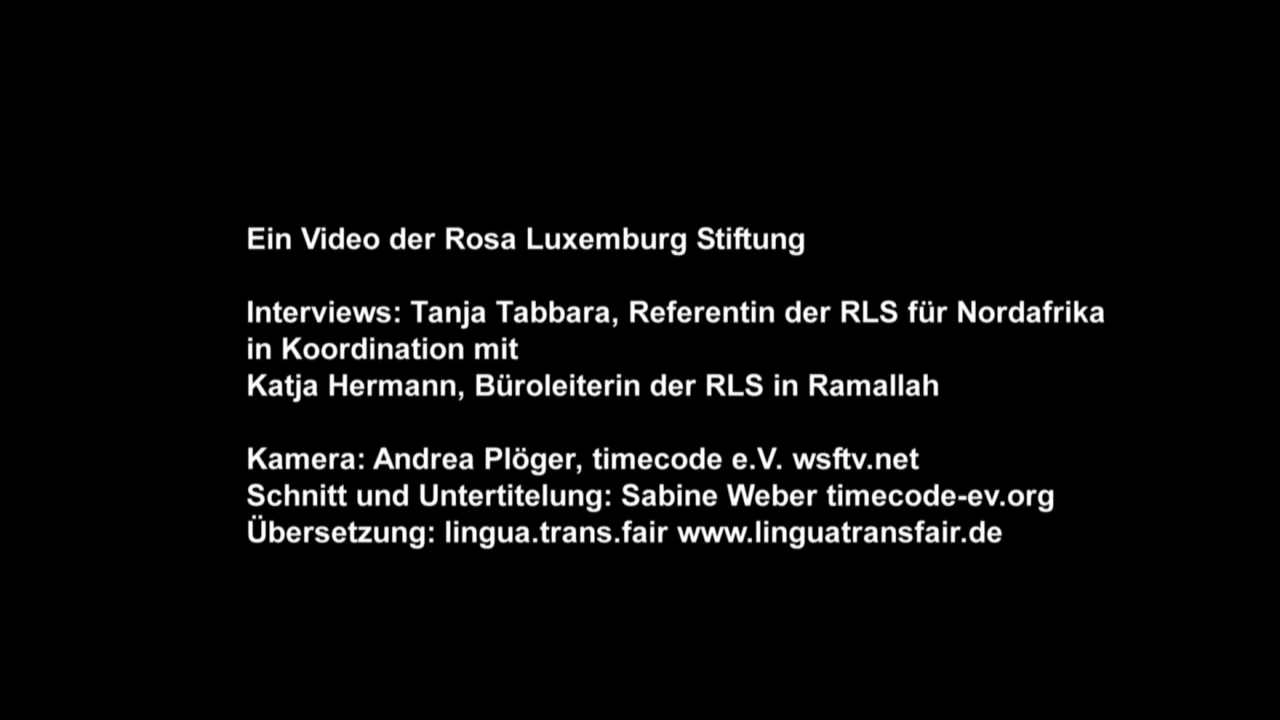 Ein Video der Rosa Luxemburg Stiftung
Interviews: Tanja Tabbara, Referentin der RLS für Nordafrika
in Koordination mit
Katja Hermann, Büroleiterin der RLS in Ramallah
Kamera: Andrea Plöger, timecode e.V. wsftv.net
Schnitt und Untertitelung: Sabine Weber timecode-ev.org
Übersetzung: lingua.trans.fair www.linguatransfair.de